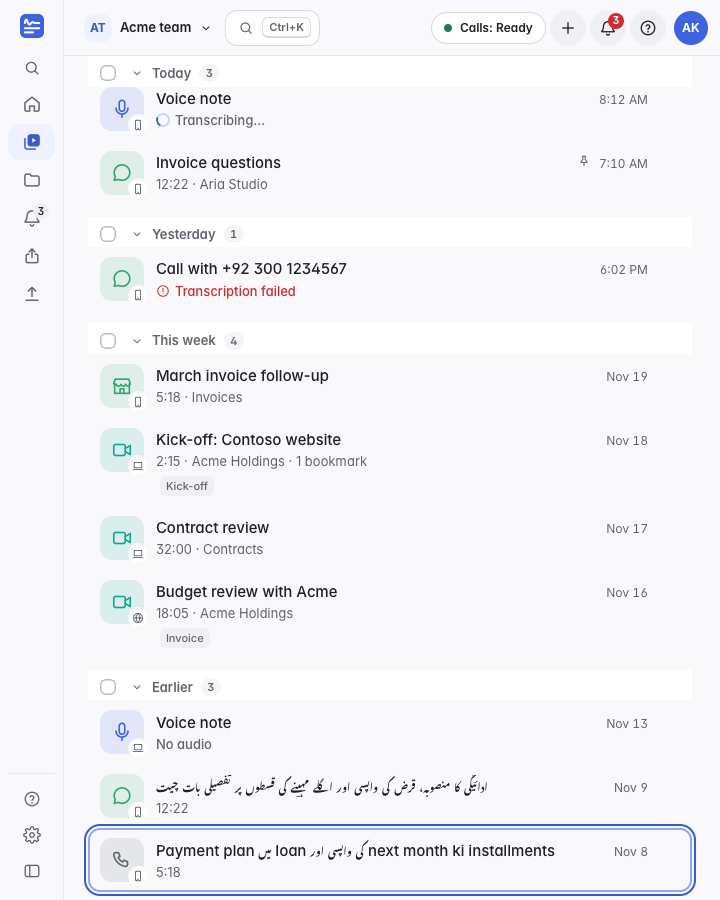 AT Acme team Ctrl+K Calls: Ready 3 AK
Today 3
Voice note 8:12 AM
Transcribing...
Invoice questions 7:10 AM
12:22 · Aria Studio
3
Yesterday 1
Call with +92 300 1234567 6:02 PM
Transcription failed
This week 4
March invoice follow-up Nov 19
5:18 · Invoices
Kick-off: Contoso website Nov 18
2:15 · Acme Holdings · 1 bookmark
Kick-off
Contract review Nov 17
32:00 · Contracts
Budget review with Acme Nov 16
18:05 · Acme Holdings
Invoice
Earlier 3
Voice note Nov 13
No audio
ادائیگی کا منصوبہ، قرض کی واپسی اور اگلے مہینے کی قسطوں پر تفصیلی بات چیت Nov 9
12:22
Payment plan میں loan کی واپسی اور next month ki installments Nov 8
5:18